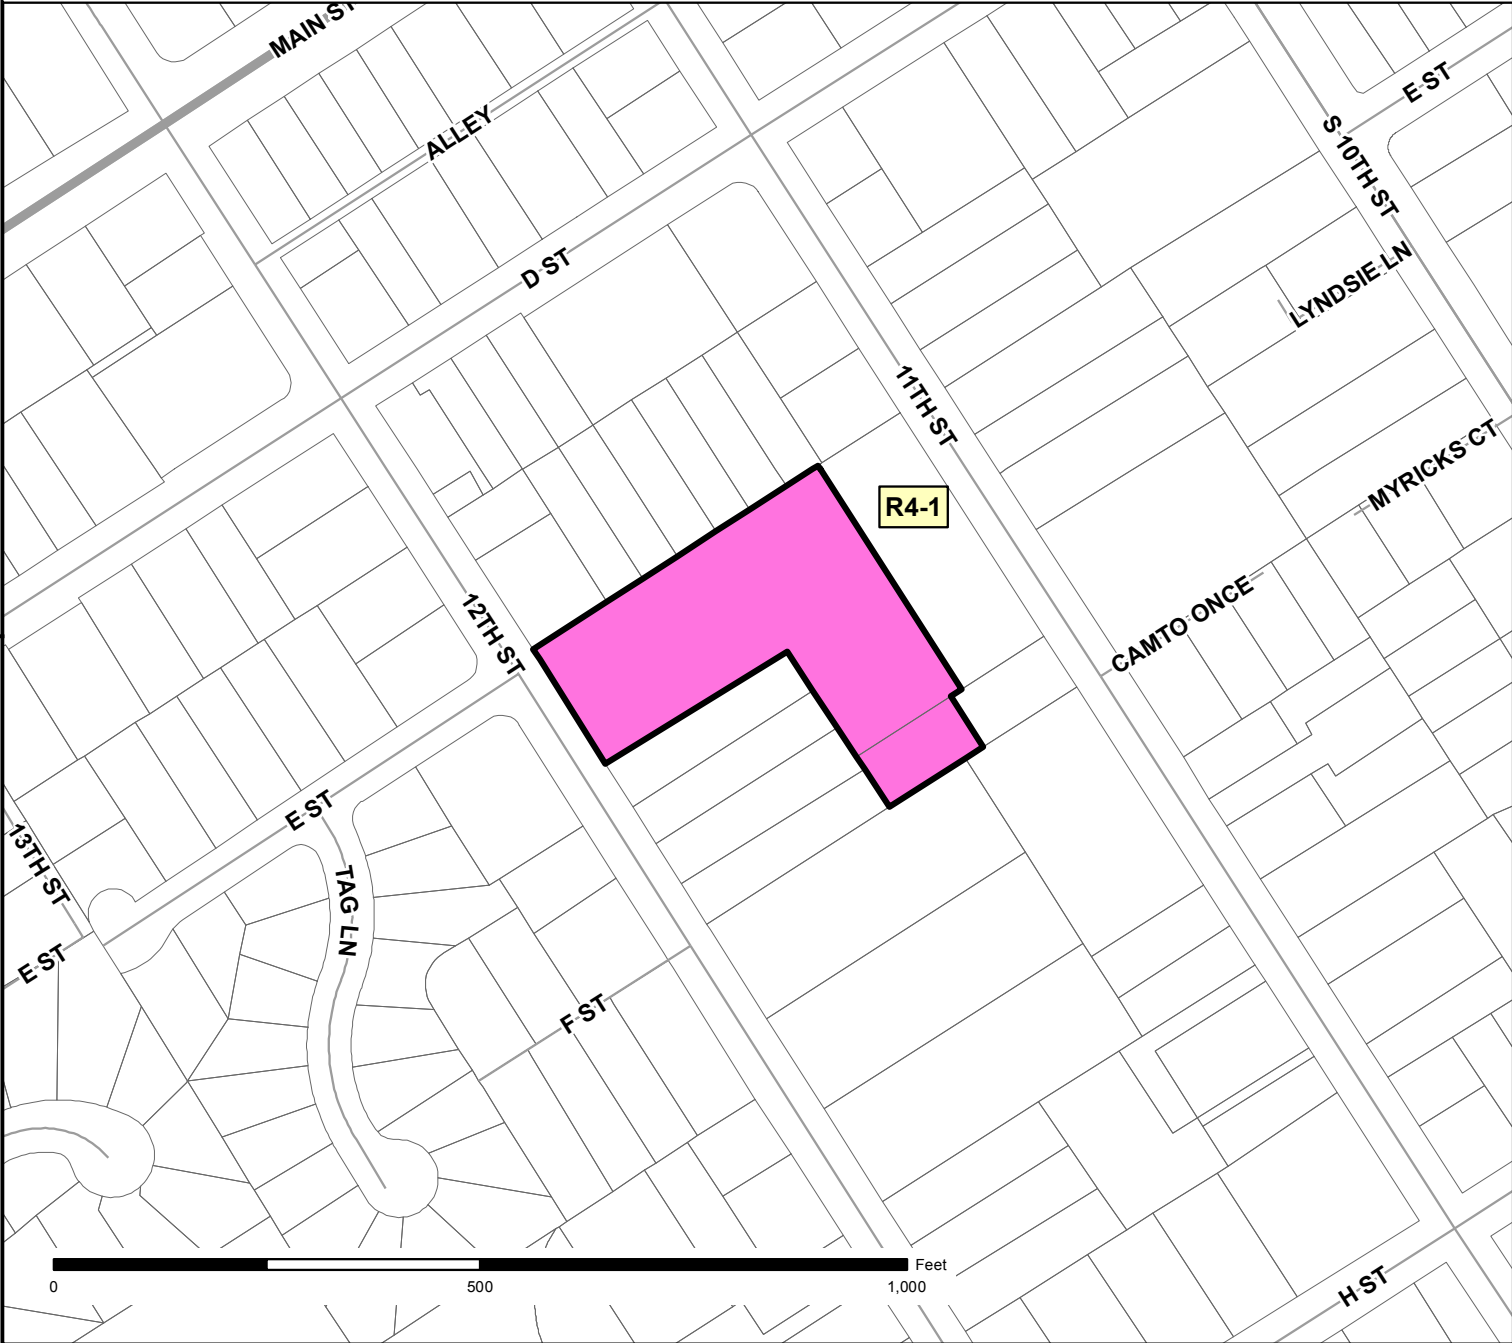 MAIN ST
ALLEY
E ST
S 10TH ST
D ST
LYNDSIE LN
11TH ST
MYRICKS CT
R4-1
12TH ST
CAMTO ONCE
E ST
13TH ST
TAG LN
E ST
F ST
H ST
Feet
0 500 1,000